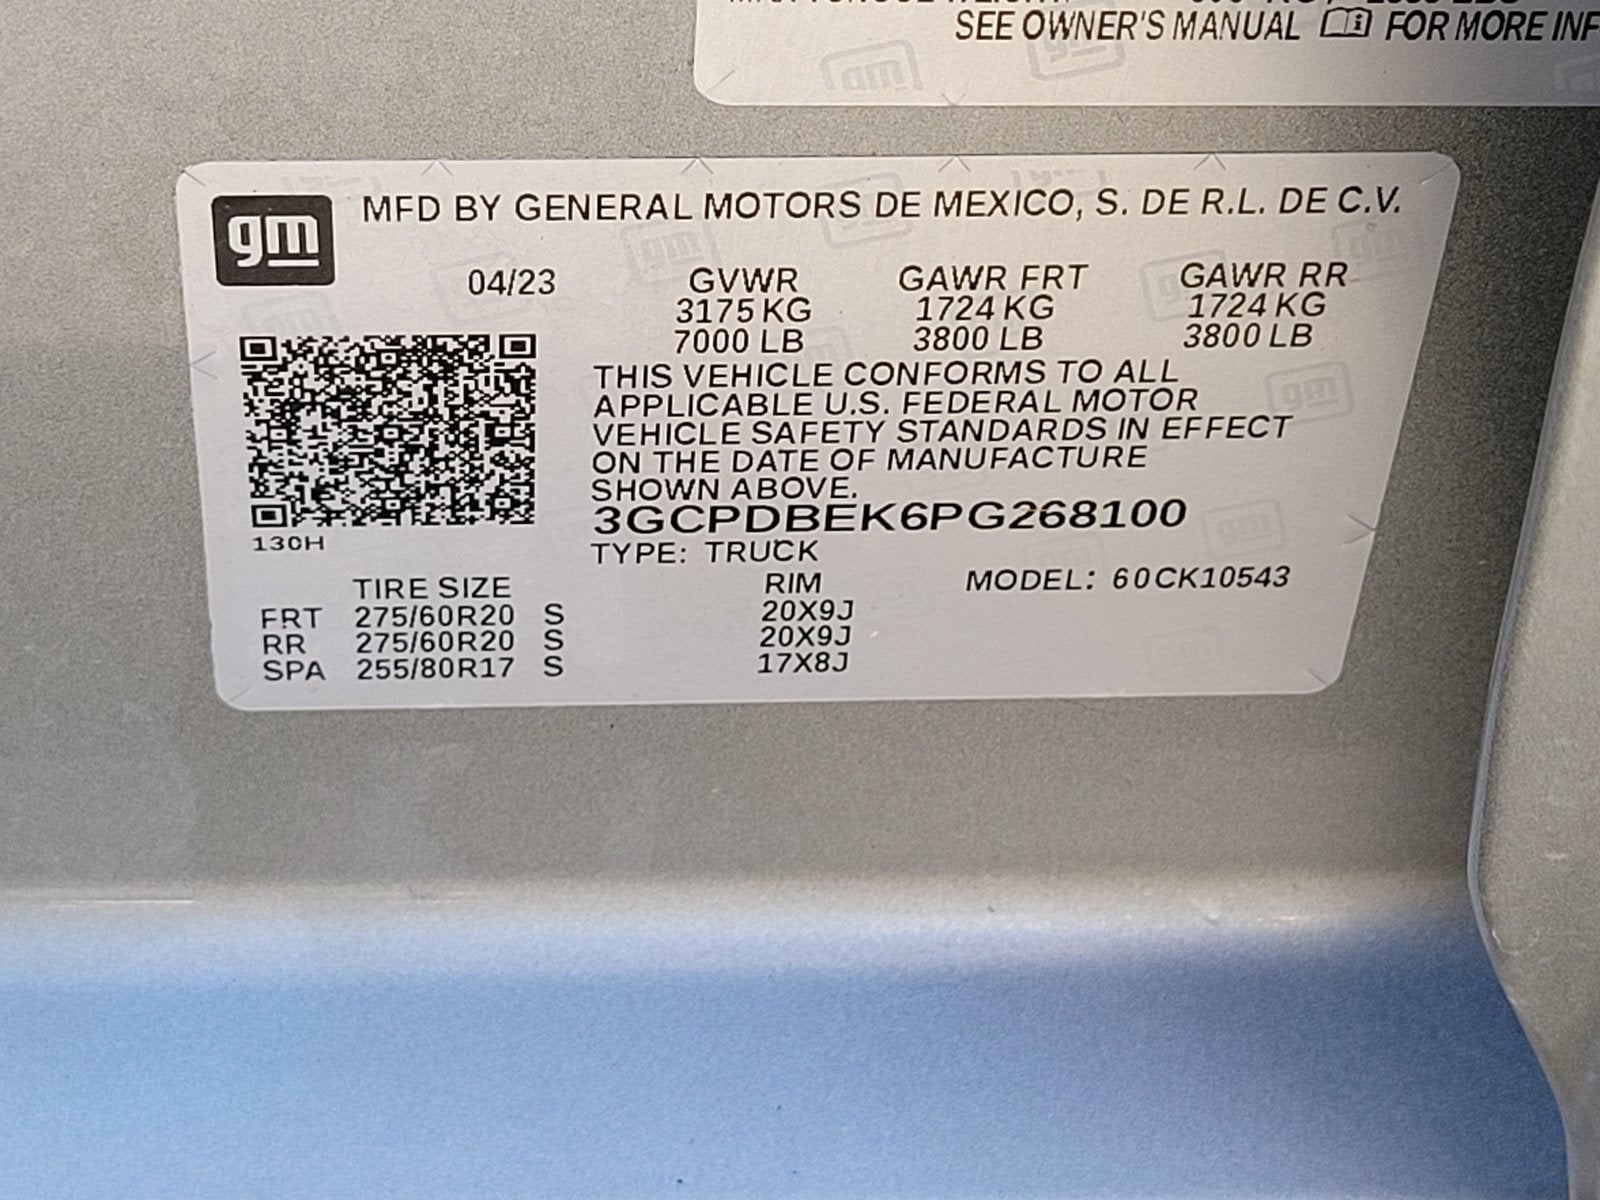 SEE OWNER'S MANUAL FOR MORE INF
gm
MFD BY GENERAL MOTORS DE MEXICO, S. DE R.L. DE C.V.
04/23 GVWR GAWR FRT GAWR RR
3175 KG 1724 KG 1724 KG
7000 LB 3800 LB 3800 LB
THIS VEHICLE CONFORMS TO ALL
APPLICABLE U.S. FEDERAL MOTOR
VEHICLE SAFETY STANDARDS IN EFFECT
ON THE DATE OF MANUFACTURE
SHOWN ABOVE.
3GCPDBEK6PG268100
130H
TYPE: TRUCK
TIRE SIZE RIM MODEL: 60CK10543
FRT 275/60R20 S 20X9J
RR 275/60R20 S 20X9J
SPA 255/80R17 S 17X8J